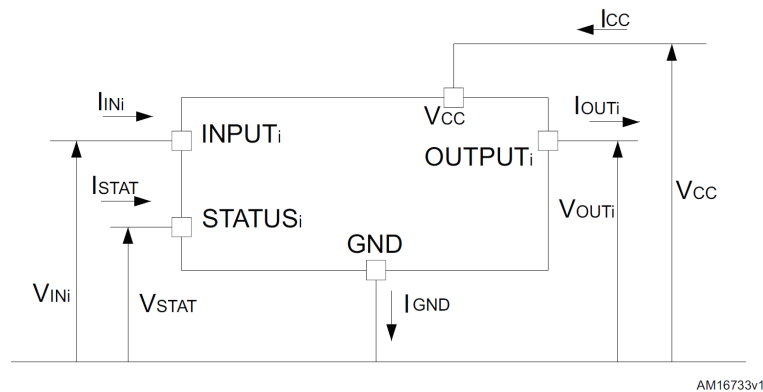 ICC
IINi
VCC
IOUTi
INPUTi
OUTPUTi
ISTAT
VCC
STATUSi
VOUTi
GND
VINi
VSTAT
IGND
AM16733v1